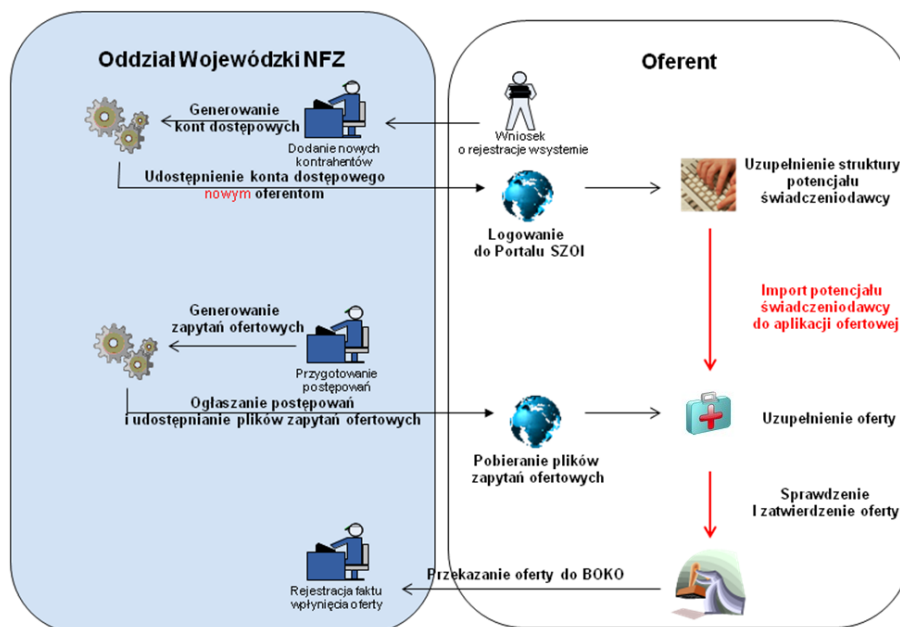 Oddział Wojewódzki NFZ
Oferent
Generowanie
kont dostępowych
Dodanie nowych
kontrahentów
Wniosek
o rejestracje wsystemie
Udostępnienie konta dostępowego
nowym oferentom
Logowanie
do Portalu SZOI
Uzupełnienie struktury
potencjału
świadczeniodawcy
Import potencjału
świadczeniodawcy
do aplikacji ofertowej
Generowanie
zapytań ofertowych
Przygotowanie
postępowań
Ogłaszanie postępowań
i udostępnianie plików zapytań ofertowych
Pobieranie plików
zapytań ofertowych
Uzupełnienie oferty
Sprawdzenie
I zatwierdzenie oferty
Przekazanie oferty do BOKO
Rejestracja faktu
wpłynięcia oferty